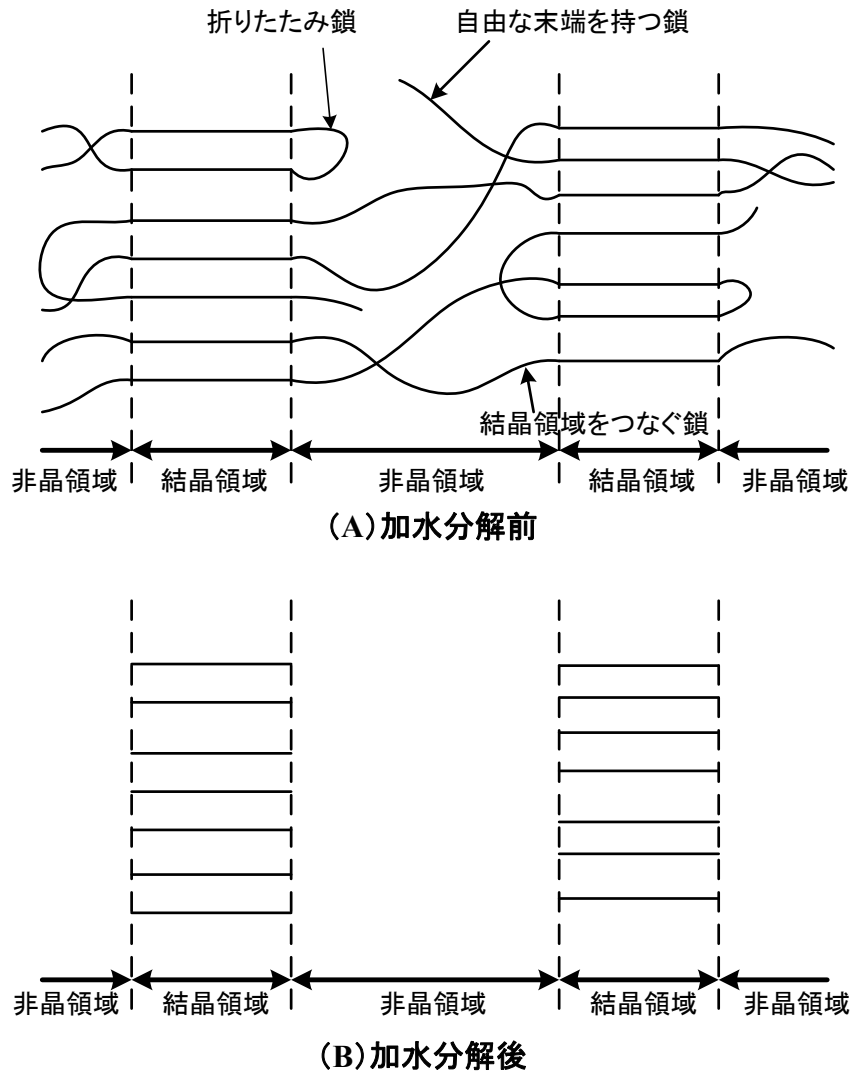 折りたたみ鎖 自由な末端を持つ鎖
結晶領域をつなぐ鎖
非晶領域 結晶領域 非晶領域 結晶領域 非晶領域
（A）加水分解前
非晶領域 結晶領域 非晶領域 結晶領域 非晶領域
（B）加水分解後